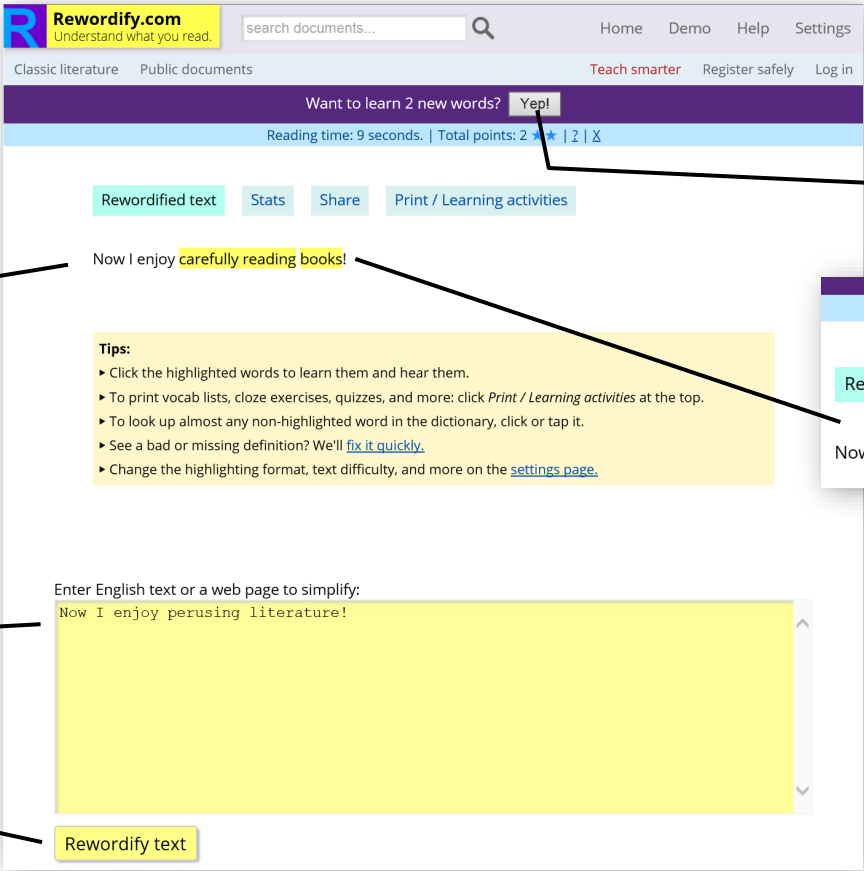 R
Rewordify.com
Understand what you read.
search documents...
Home Demo Help Settings
Classic literature Public documents
Teach smarter Register safely Log in
Want to learn 2 new words? Yep!
Reading time: 9 seconds. | Total points: 2 ★★ | ? | X
Rewordified text Stats Share Print / Learning activities
Now I enjoy carefully reading books!
Tips:
▸ Click the highlighted words to learn them and hear them.
▸ To print vocab lists, cloze exercises, quizzes, and more: click Print / Learning activities at the top.
▸ To look up almost any non-highlighted word in the dictionary, click or tap it.
▸ See a bad or missing definition? We'll fix it quickly.
▸ Change the highlighting format, text difficulty, and more on the settings page.
Re
Now
Enter English text or a web page to simplify:
Now I enjoy perusing literature!
Rewordify text